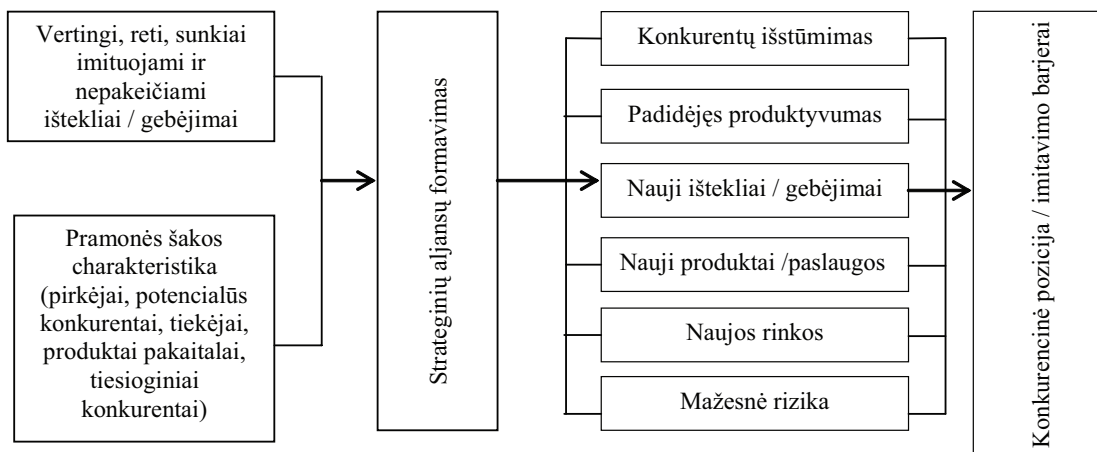 Vertingi, reti, sunkiai
imituojami ir
nepakeičiami
ištekliai / gebėjimai
Pramonės šakos
charakteristika
(pirkėjai, potencialūs
konkurentai, tiekėjai,
produktai pakaitalai,
tiesioginiai
konkurentai)
Strateginių aljansų formavimas
Konkurentų išstūmimas
Padidėjęs produktyvumas
Nauji ištekliai / gebėjimai
Nauji produktai /paslaugos
Naujos rinkos
Mažesnė rizika
Konkurencinė pozicija / imitavimo barjerai